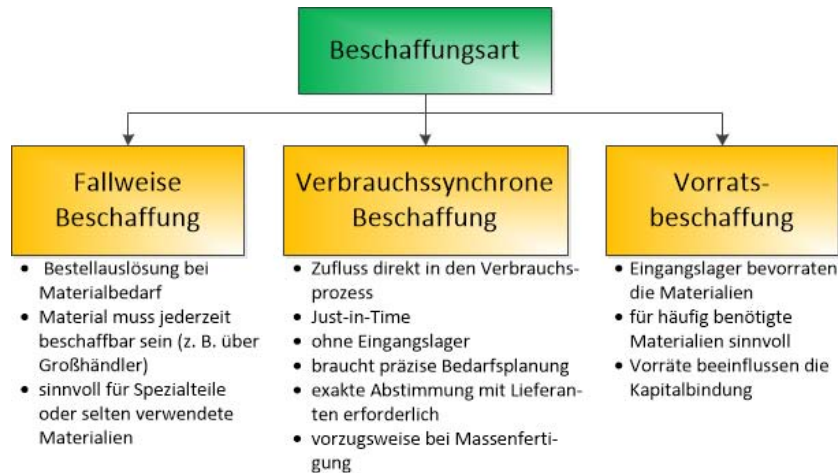 Beschaffungsart
Fallweise
Beschaffung
• Bestellauslösung bei
Materialbedarf
• Material muss jederzeit
beschaffbar sein (z. B. über
Großhändler)
• sinnvoll für Spezialteile
oder selten verwendete
Materialien
Verbrauchssynchrone
Beschaffung
• Zufluss direkt in den Verbrauchs-
prozess
• Just-in-Time
• ohne Eingangslager
• braucht präzise Bedarfsplanung
• exakte Abstimmung mit Lieferan-
ten erforderlich
• vorzugsweise bei Massenferti-
gung
Vorrats-
beschaffung
• Eingangslager bevorraten
die Materialien
• für häufig benötigte
Materialien sinnvoll
• Vorräte beeinflussen die
Kapitalbindung